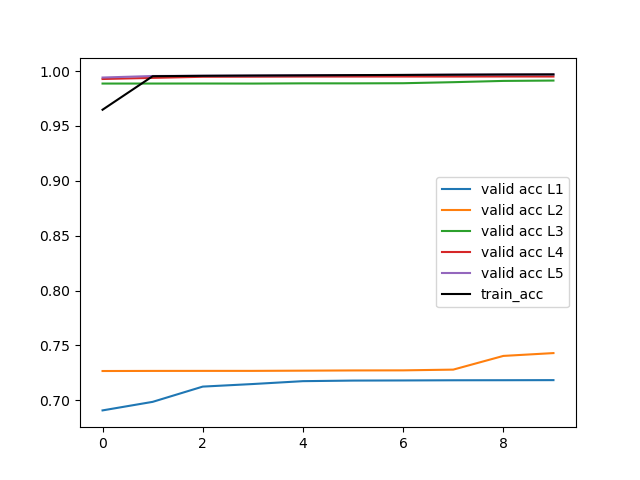 1.00
0.95
0.90
0.85
0.80
0.75
0.70
0 2 4 6 8
valid acc L1
valid acc L2
valid acc L3
valid acc L4
valid acc L5
train_acc